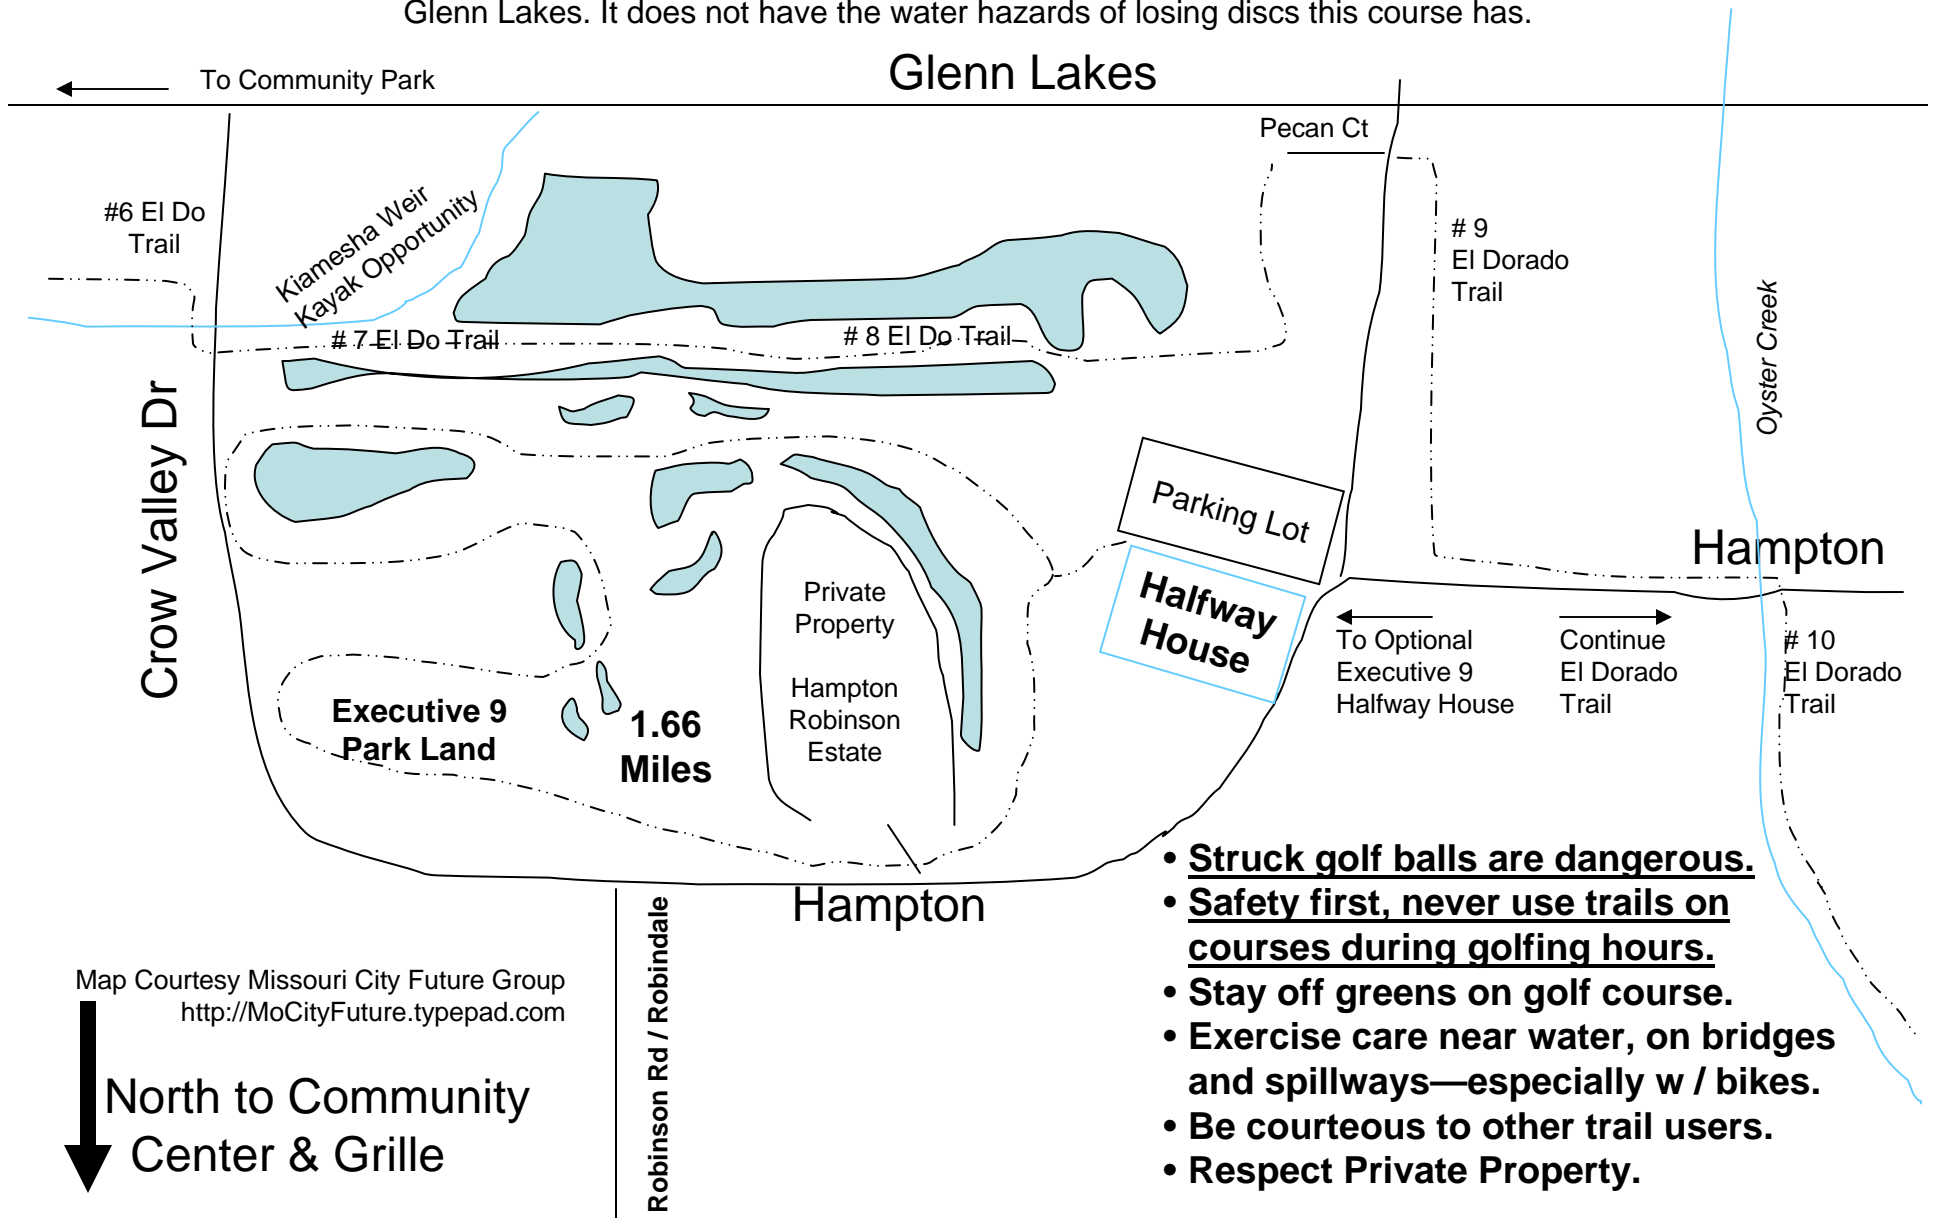 Glenn Lakes. It does not have the water hazards of losing discs this course has.
To Community Park
Glenn Lakes
Pecan Ct
#6 El Do
Trail
Kiamesha Weir
Kayak Opportunity
# 9
El Dorado
Trail
Oyster Creek
# 7 El Do Trail
# 8 El Do Trail
Crow Valley Dr
Parking Lot
Halfway
House
Hampton
Private
Property
Hampton
Robinson
Estate
To Optional
Executive 9
Halfway House
Continue
El Dorado
Trail
# 10
El Dorado
Trail
Executive 9
Park Land
1.66
Miles
Hampton
Robinson Rd / Robindale
Map Courtesy Missouri City Future Group
http://MoCityFuture.typepad.com
North to Community
Center & Grille
• Struck golf balls are dangerous.
• Safety first, never use trails on
courses during golfing hours.
• Stay off greens on golf course.
• Exercise care near water, on bridges
and spillways—especially w / bikes.
• Be courteous to other trail users.
• Respect Private Property.